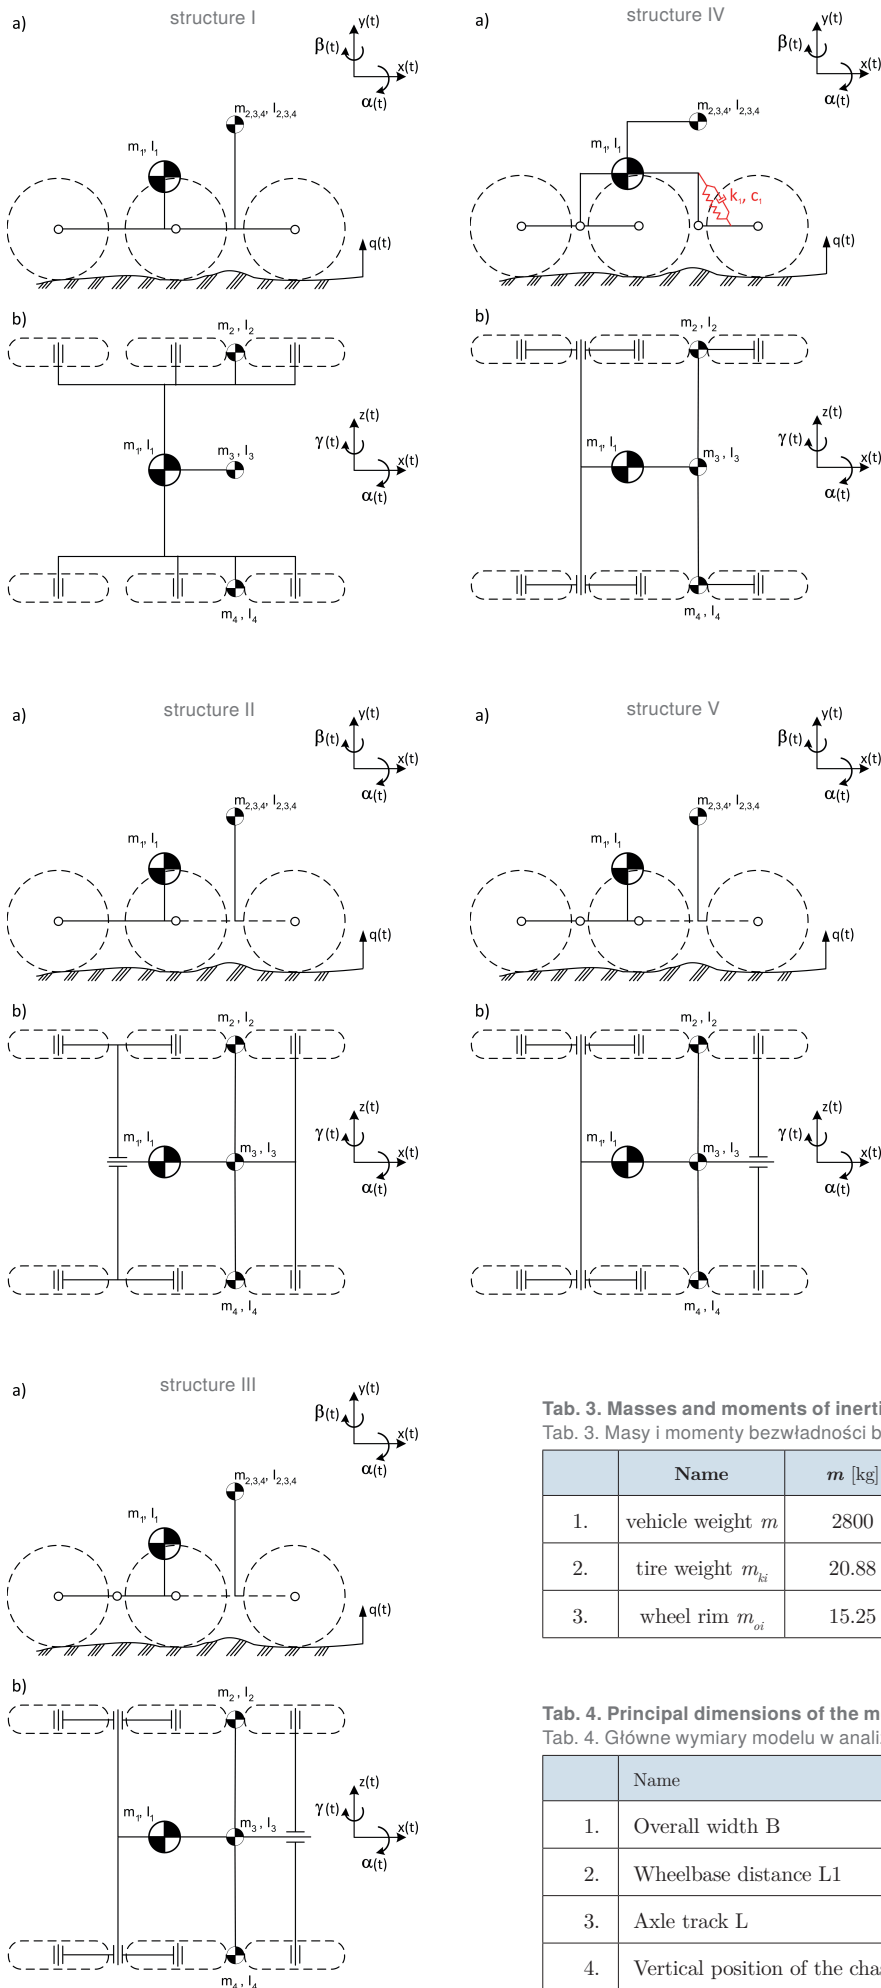 a)
structure I
y(t)
β(t)
x(t)
α(t)
m2,3,4, I2,3,4
m1, I1
q(t)
b)
m2, I2
z(t)
γ(t)
m1, I1
m3, I3
x(t)
α(t)
m4, I4
a)
structure IV
y(t)
β(t)
x(t)
α(t)
m2,3,4, I2,3,4
m1, I1
k1, c1
q(t)
b)
m2, I2
z(t)
γ(t)
m1, I1
m3, I3
x(t)
α(t)
m4, I4
a)
structure II
y(t)
β(t)
x(t)
α(t)
m2,3,4, I2,3,4
m1, I1
q(t)
b)
m2, I2
z(t)
γ(t)
m1, I1
m3, I3
x(t)
α(t)
m4, I4
a)
structure V
y(t)
β(t)
x(t)
α(t)
m2,3,4, I2,3,4
m1, I1
q(t)
b)
m2, I2
z(t)
γ(t)
m1, I1
m3, I3
x(t)
α(t)
m4, I4
a)
structure III
y(t)
β(t)
x(t)
α(t)
m2,3,4, I2,3,4
m1, I1
q(t)
b)
m2, I2
z(t)
γ(t)
m1, I1
m3, I3
x(t)
α(t)
m4, I4
Tab. 3. Masses and moments of inerti
Tab. 3. Masy i momenty bezwładności b
Name m [kg]
1. vehicle weight m 2800
2. tire weight mki 20.88
3. wheel rim moi 15.25
Tab. 4. Principal dimensions of the m
Tab. 4. Główne wymiary modelu w anali
Name
1. Overall width B
2. Wheelbase distance L1
3. Axle track L
4. Vertical position of the cha